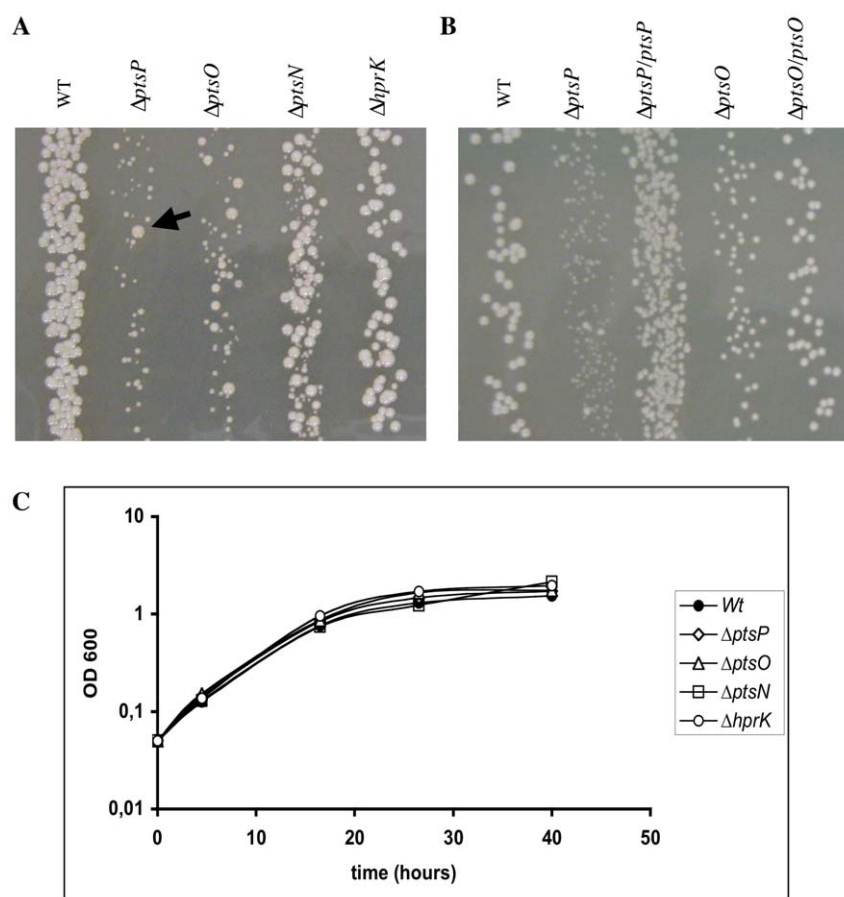 A
WT
ΔptsP
ΔptsO
ΔptsN
ΔhprK
B
WT
ΔptsP
ΔptsP/ptsP
ΔptsO
ΔptsO/ptsO
C
OD 600
10
1
0,1
0,01
0
10
20
30
40
50
time (hours)
Wt
ΔptsP
ΔptsO
ΔptsN
ΔhprK